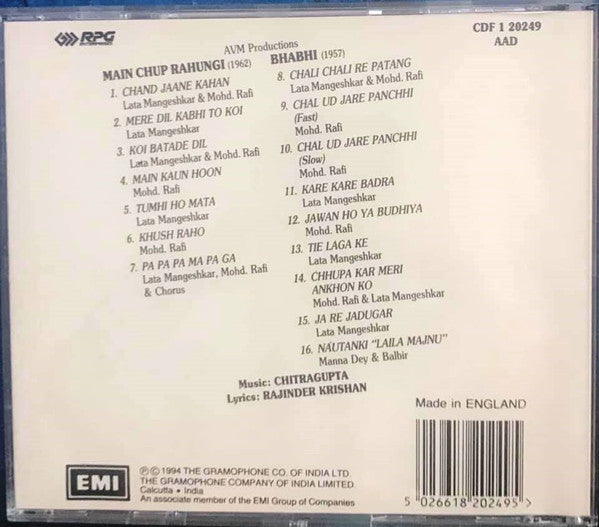 RPG
CDF 1 20249
AAD
AVM Productions
MAIN CHUP RAHUNGI (1962)
1. CHAND JAANE KAHAN
Lata Mangeshkar & Mohd. Rafi
2. MERE DIL KABHI TO KOI
Lata Mangeshkar
3. KOI BATADE DIL
Lata Mangeshkar & Mohd. Rafi
4. MAIN KAUN HOON
Mohd. Rafi
5. TUMHI HO MATA
Lata Mangeshkar
6. KHUSH RAHO
Mohd. Rafi
7. PA PA PA MA PA GA
Lata Mangeshkar, Mohd. Rafi
& Chorus
BHABHI (1957)
8. CHALI CHALI RE PATANG
Lata Mangeshkar & Mohd. Rafi
9. CHAL UD JARE PANCHHI
(Fast)
Mohd. Rafi
10. CHAL UD JARE PANCHHI
(Slow)
Mohd. Rafi
11. KARE KARE BADRA
Lata Mangeshkar
12. JAWAN HO YA BUDHIYA
Mohd. Rafi
13. TIE LAGA KE
Lata Mangeshkar
14. CHHUPA KAR MERI
ANKHON KO
Mohd. Rafi & Lata Mangeshkar
15. JA RE JADUGAR
Lata Mangeshkar
16. NAUTANKI "LAILA MAJNU"
Manna Dey & Balbir
Music: CHITRAGUPTA
Lyrics: RAJINDER KRISHAN
Made in ENGLAND
EMI
℗© 1994 THE GRAMOPHONE CO. OF INDIA LTD.
THE GRAMOPHONE COMPANY OF INDIA LIMITED
Calcutta • India
An associate member of the EMI Group of Companies
5 026618 202495 >